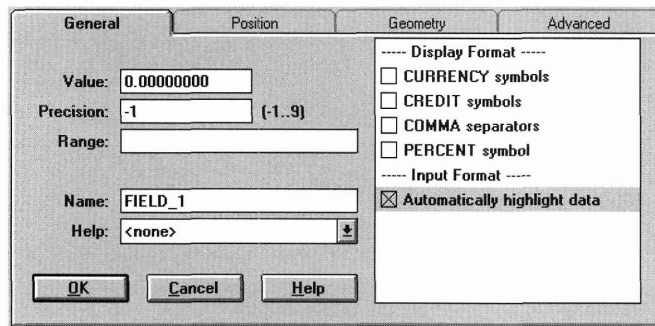 General Position Geometry Advanced
Value: 0.00000000
Precision: -1 (-1..9)
Range:
Name: FIELD_1
Help: <none>
OK Cancel Help
----- Display Format -----
CURRENCY symbols
CREDIT symbols
COMMA separators
PERCENT symbol
----- Input Format -----
Automatically highlight data